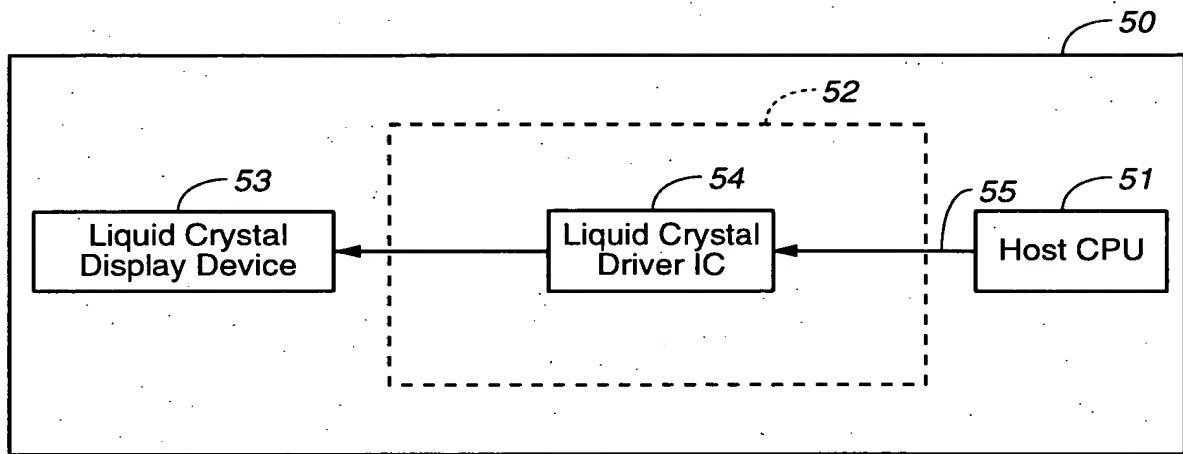 50
52
53
54
55
51
Liquid Crystal
Display Device
Liquid Crystal
Driver IC
Host CPU